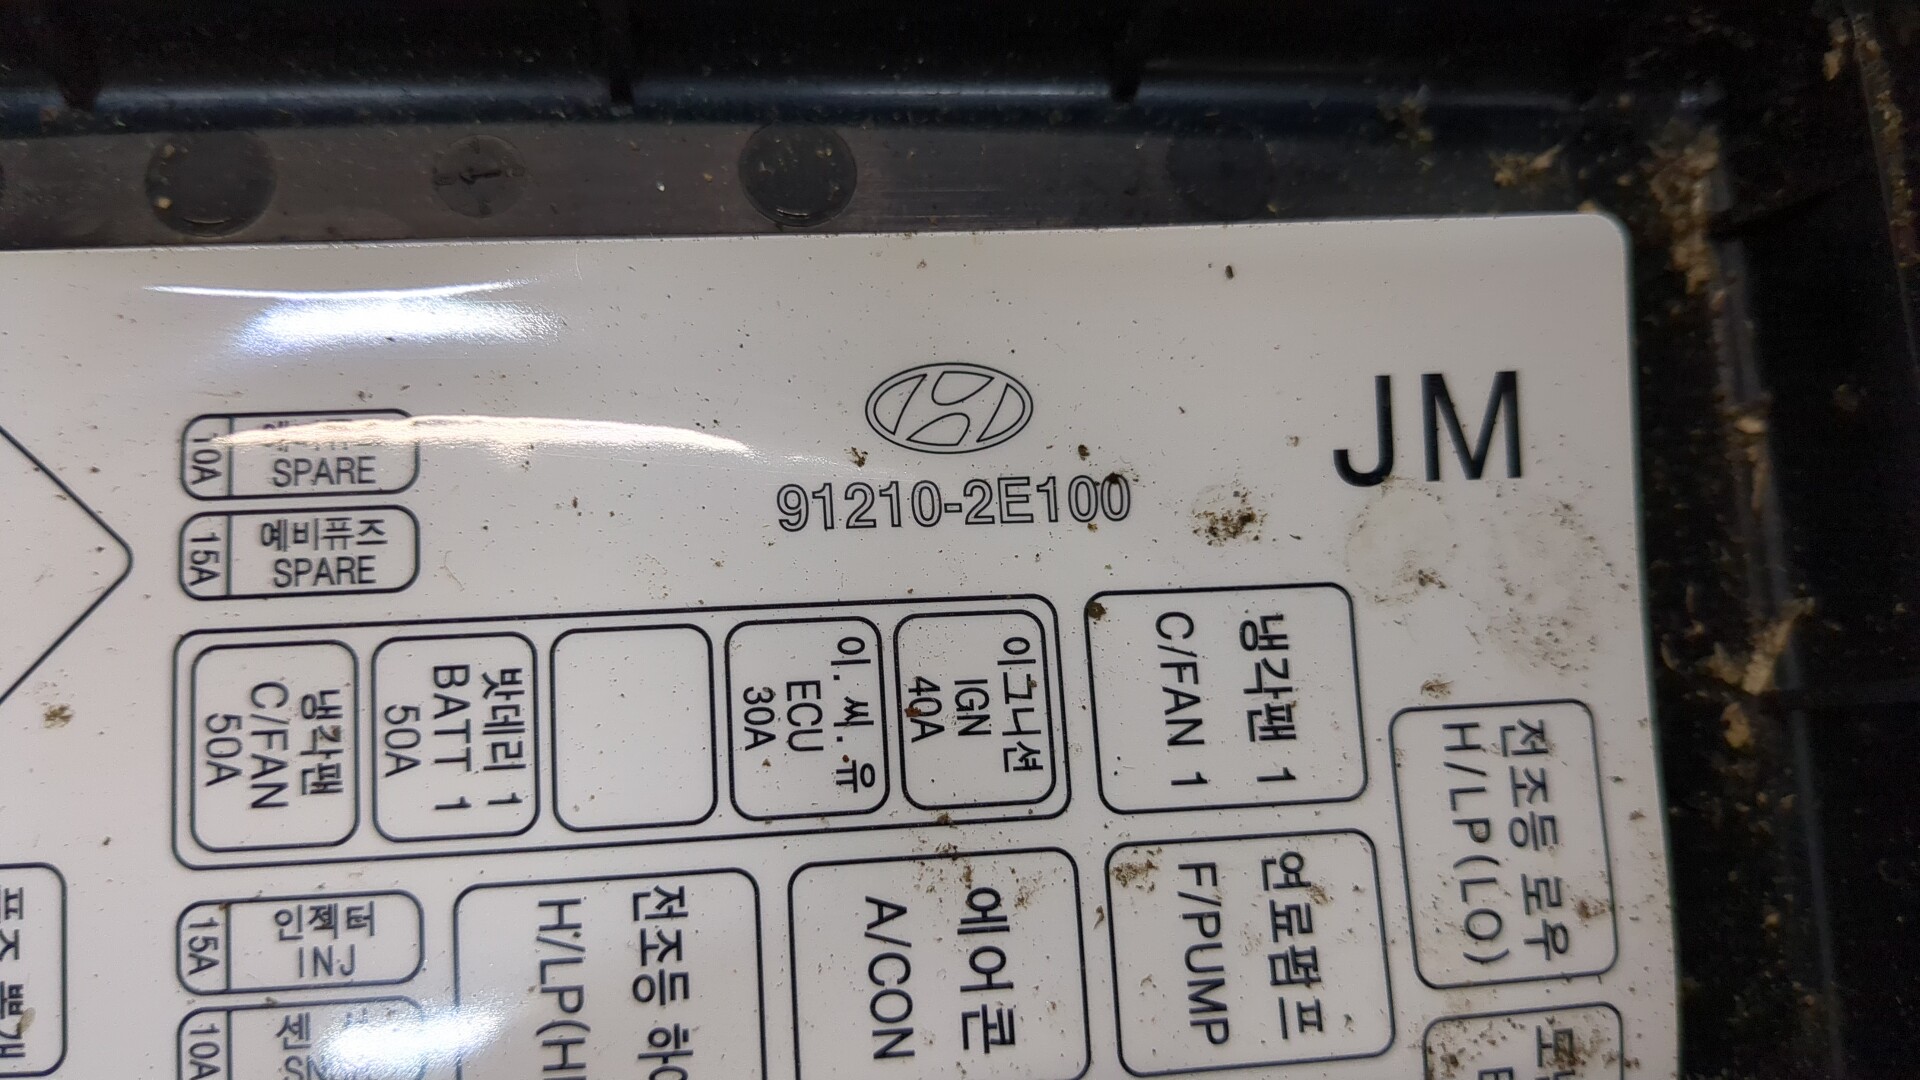 JM
91210-2E100
10A
SPARE
15A
예비퓨즈
SPARE
냉각팬
C/FAN
50A
밧데리 1
BATT 1
50A
이.씨.유
ECU
30A
이그니션
IGN
40A
냉각팬 1
C/FAN 1
전조등 로우
H/LP(LO)
15A
인젝터
INJ
10A
전조등
H/LP(H
에어콘
A/CON
연료펌프
F/PUMP